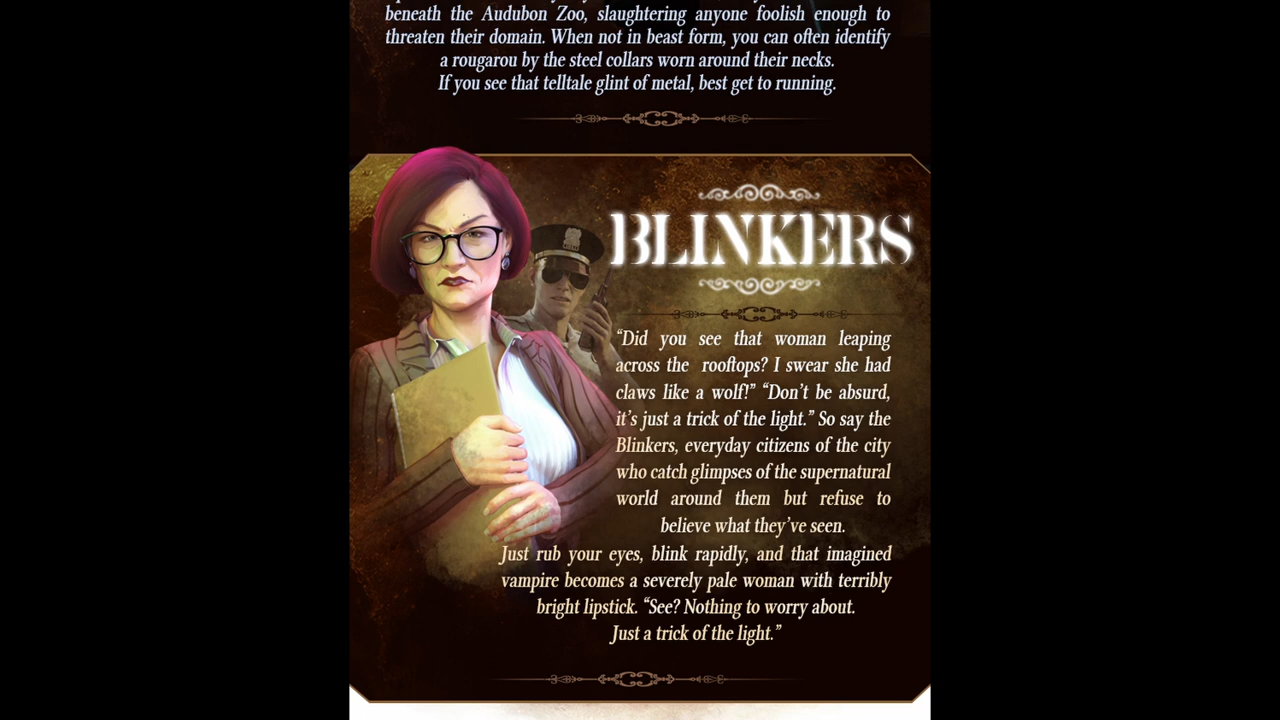 beneath the Audubon Zoo, slaughtering anyone foolish enough to
threaten their domain. When not in beast form, you can often identify
a rougarou by the steel collars worn around their necks.
If you see that telltale glint of metal, best get to running.
BLINKERS
“Did you see that woman leaping
across the rooftops? I swear she had
claws like a wolf!” “Don’t be absurd,
it’s just a trick of the light.” So say the
Blinkers, everyday citizens of the city
who catch glimpses of the supernatural
world around them but refuse to
believe what they’ve seen.
Just rub your eyes, blink rapidly, and that imagined
vampire becomes a severely pale woman with terribly
bright lipstick. “See? Nothing to worry about.
Just a trick of the light.”